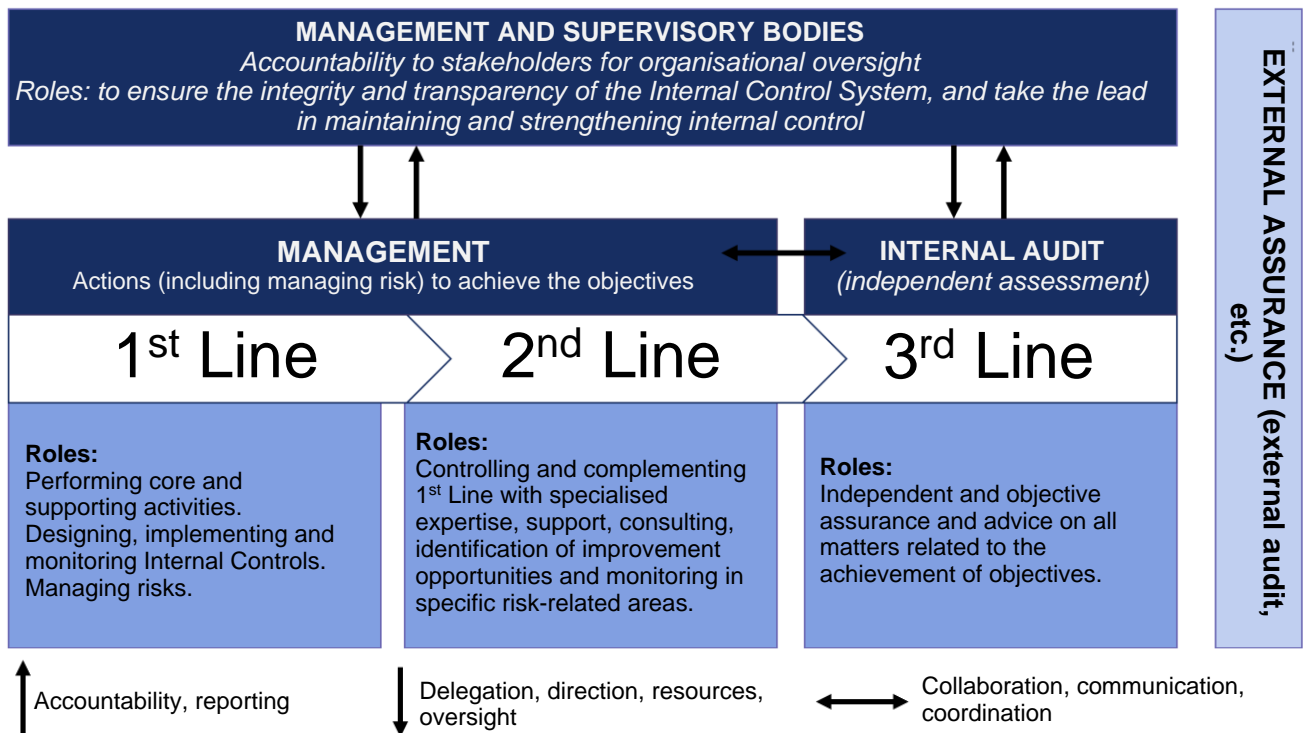 MANAGEMENT AND SUPERVISORY BODIES
Accountability to stakeholders for organisational oversight
Roles: to ensure the integrity and transparency of the Internal Control System, and take the lead
in maintaining and strengthening internal control
MANAGEMENT
Actions (including managing risk) to achieve the objectives
INTERNAL AUDIT
(independent assessment)
1st Line
2nd Line
3rd Line
Roles:
Performing core and
supporting activities.
Designing, implementing and
monitoring Internal Controls.
Managing risks.
Roles:
Controlling and complementing
1st Line with specialised
expertise, support, consulting,
identification of improvement
opportunities and monitoring in
specific risk-related areas.
Roles:
Independent and objective
assurance and advice on all
matters related to the
achievement of objectives.
EXTERNAL ASSURANCE (external audit,
etc.)
Accountability, reporting
Delegation, direction, resources,
oversight
Collaboration, communication,
coordination